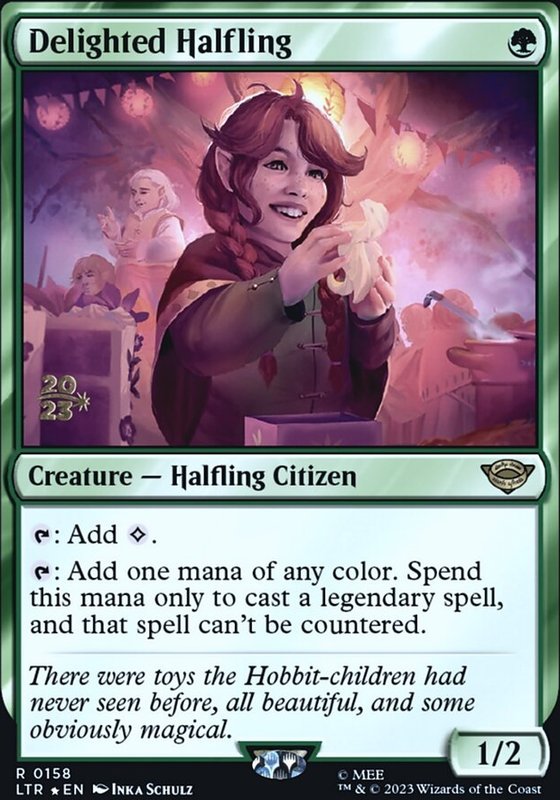 Delighted Halfling
20
23
Creature — Halfling Citizen
: Add .
: Add one mana of any color. Spend
this mana only to cast a legendary spell,
and that spell can't be countered.
There were toys the Hobbit-children had
never seen before, all beautiful, and some
obviously magical.
1/2
R 0158
LTR ★ EN Inka Schulz
© MEE
™ & © 2023 Wizards of the Coast